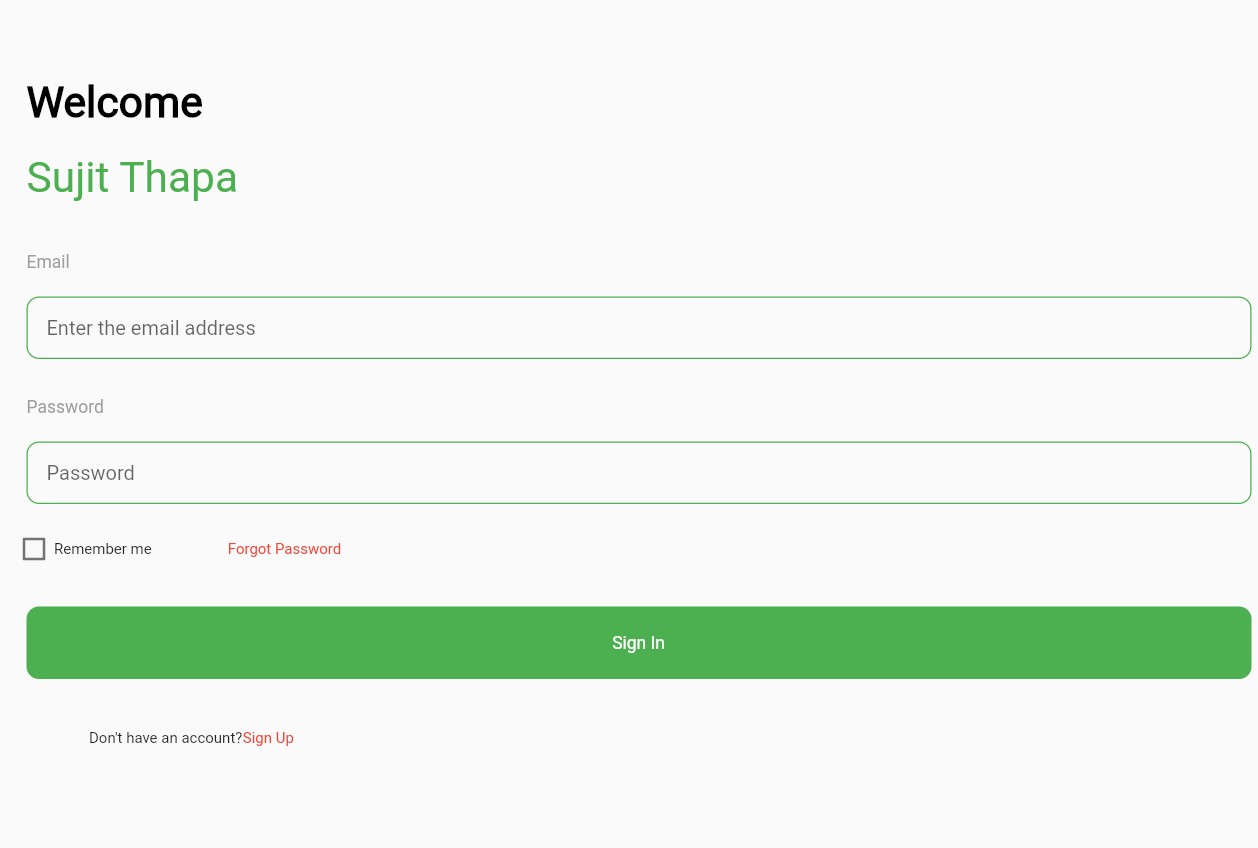 Welcome
Sujit Thapa
Email
Enter the email address
Password
Password
Remember me Forgot Password
Sign In
Don't have an account?Sign Up